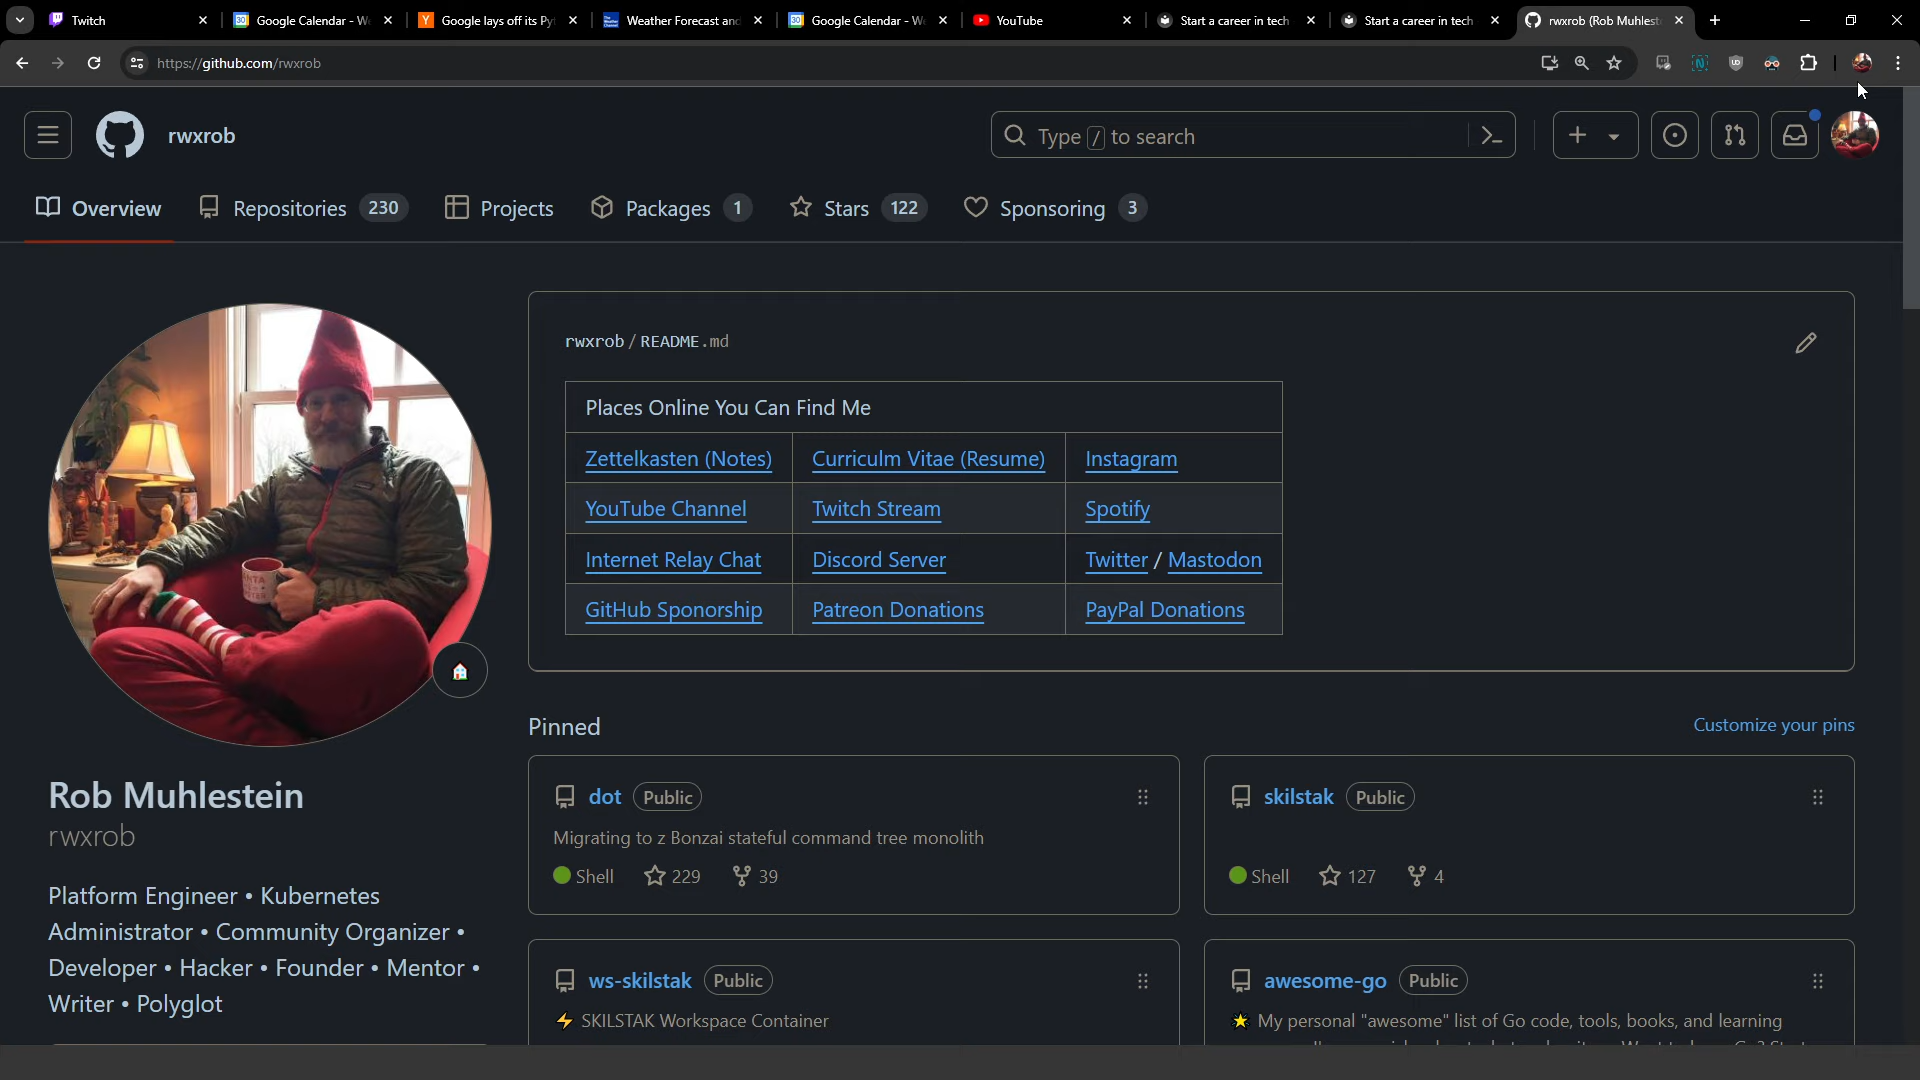 Twitch
Google Calendar - We
Google lays off its Py
Weather Forecast and
Google Calendar - We
YouTube
Start a career in tech
Start a career in tech
rwxrob (Rob Muhlest
https://github.com/rwxrob
rwxrob
Type / to search
Overview
Repositories 230
Projects
Packages 1
Stars 122
Sponsoring 3
rwxrob / README.md
Places Online You Can Find Me
Zettelkasten (Notes) Curriculm Vitae (Resume) Instagram
YouTube Channel Twitch Stream Spotify
Internet Relay Chat Discord Server Twitter / Mastodon
GitHub Sponorship Patreon Donations PayPal Donations
Pinned
Customize your pins
dot Public
Migrating to z Bonzai stateful command tree monolith
Shell 229 39
skilstak Public
Shell 127 4
ws-skilstak Public
⚡ SKILSTAK Workspace Container
awesome-go Public
🌟 My personal "awesome" list of Go code, tools, books, and learning
Rob Muhlestein
rwxrob
Platform Engineer • Kubernetes
Administrator • Community Organizer •
Developer • Hacker • Founder • Mentor •
Writer • Polyglot